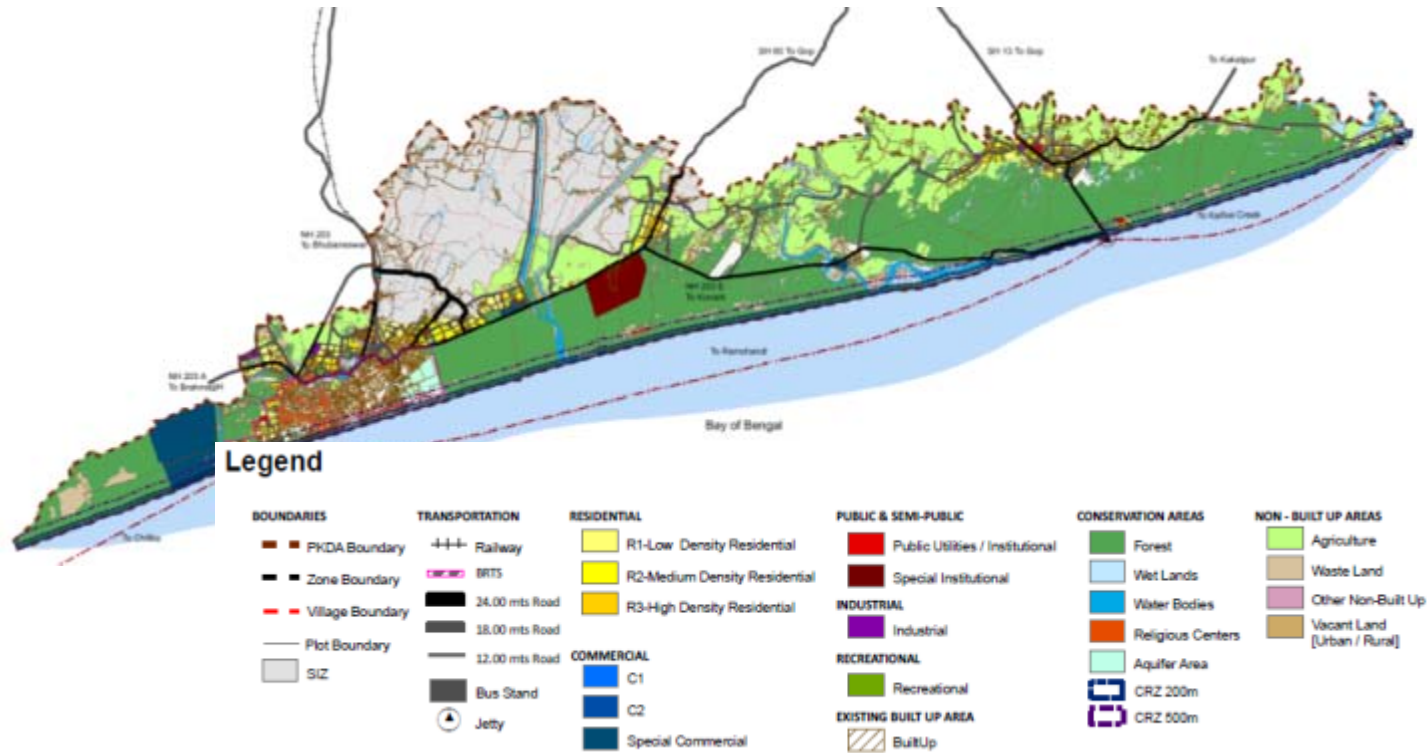 SH 60 To Gop
SH 13 To Gop
To Kakatpur
NH 203
To Bhubaneswar
NH 203 E
To Konark
To Ramchandi
NH 203 A
To Brahmagiri
Bay of Bengal
To Chilika
Legend
BOUNDARIES
PKDA Boundary
Zone Boundary
Village Boundary
Plot Boundary
SIZ
TRANSPORTATION
Railway
BRTS
24.00 mts Road
18.00 mts Road
12.00 mts Road
Bus Stand
Jetty
RESIDENTIAL
R1-Low Density Residential
R2-Medium Density Residential
R3-High Density Residential
COMMERCIAL
C1
C2
Special Commercial
PUBLIC & SEMI-PUBLIC
Public Utilities / Institutional
Special Institutional
INDUSTRIAL
Industrial
RECREATIONAL
Recreational
EXISTING BUILT UP AREA
BuiltUp
CONSERVATION AREAS
Forest
Wet Lands
Water Bodies
Religious Centers
Aquifer Area
CRZ 200m
CRZ 500m
NON - BUILT UP AREAS
Agriculture
Waste Land
Other Non-Built Up
Vacant Land
[Urban / Rural]